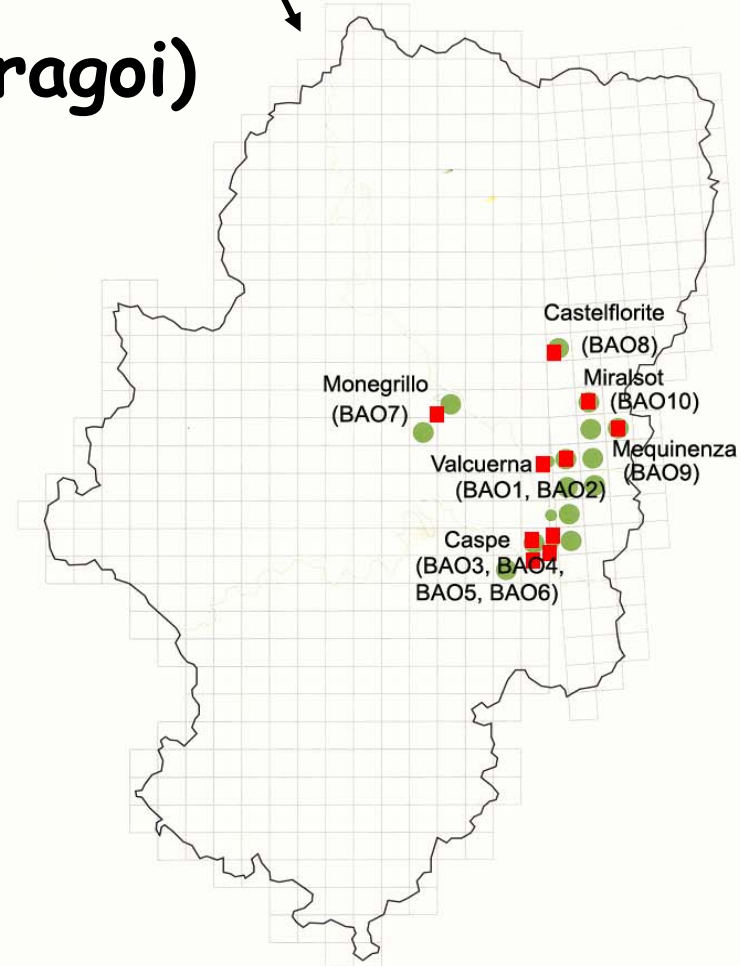 ragoi)
Castelflorite
(BAO8)
Monegrillo
(BAO7)
Miralsot
(BAO10)
Mequinenza
(BAO9)
Valcuerna
(BAO1, BAO2)
Caspe
(BAO3, BAO4,
BAO5, BAO6)